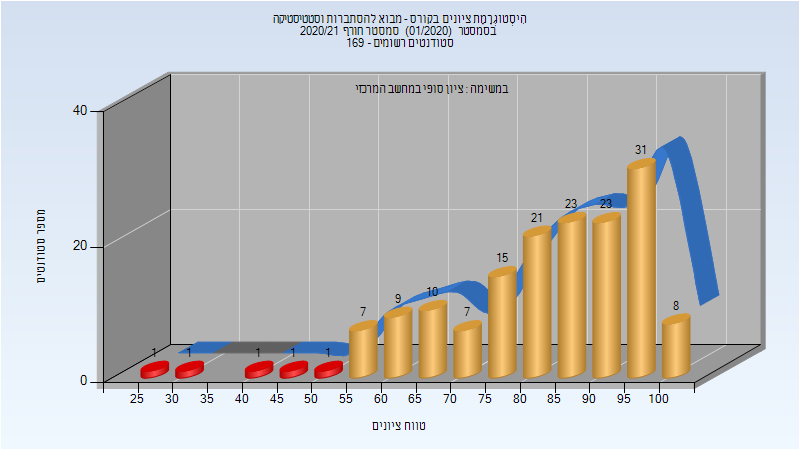 היסטוגרמת ציונים בקורס - מבוא להסתברות וסטטיסטיקה
בסמסטר (01/2020) סמסטר חורף 2020/21
סטודנטים רשומים - 169
במשימה : ציון סופי במחשב המרכזי
מספר סטודנטים
40
20
0
1 1 1 1 1 7 9 10 7 15 21 23 23 31 8
25 30 35 40 45 50 55 60 65 70 75 80 85 90 95 100
טווח ציונים